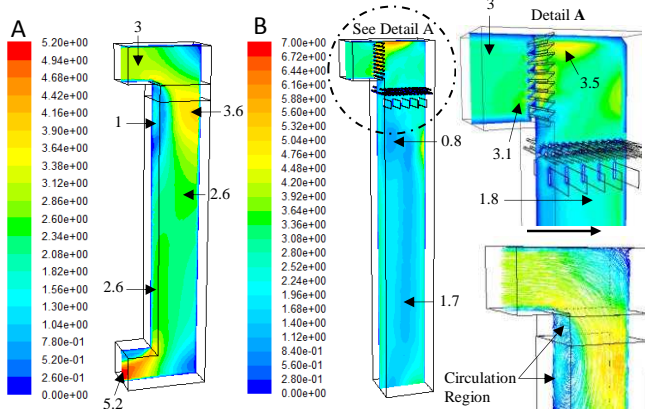 A
5.20e+00
4.94e+00
4.68e+00
4.42e+00
4.16e+00
3.90e+00
3.64e+00
3.38e+00
3.12e+00
2.86e+00
2.60e+00
2.34e+00
2.08e+00
1.82e+00
1.56e+00
1.30e+00
1.04e+00
7.80e-01
5.20e-01
2.60e-01
0.00e+00
3
1
3.6
2.6
2.6
5.2
B
7.00e+00
6.72e+00
6.44e+00
6.16e+00
5.88e+00
5.60e+00
5.32e+00
5.04e+00
4.76e+00
4.48e+00
4.20e+00
3.92e+00
3.64e+00
3.36e+00
3.08e+00
2.80e+00
2.52e+00
2.24e+00
1.96e+00
1.68e+00
1.40e+00
1.12e+00
8.40e-01
5.60e-01
2.80e-01
0.00e+00
See Detail A
0.8
1.7
Detail A
3
3.5
3.1
1.8
Circulation
Region